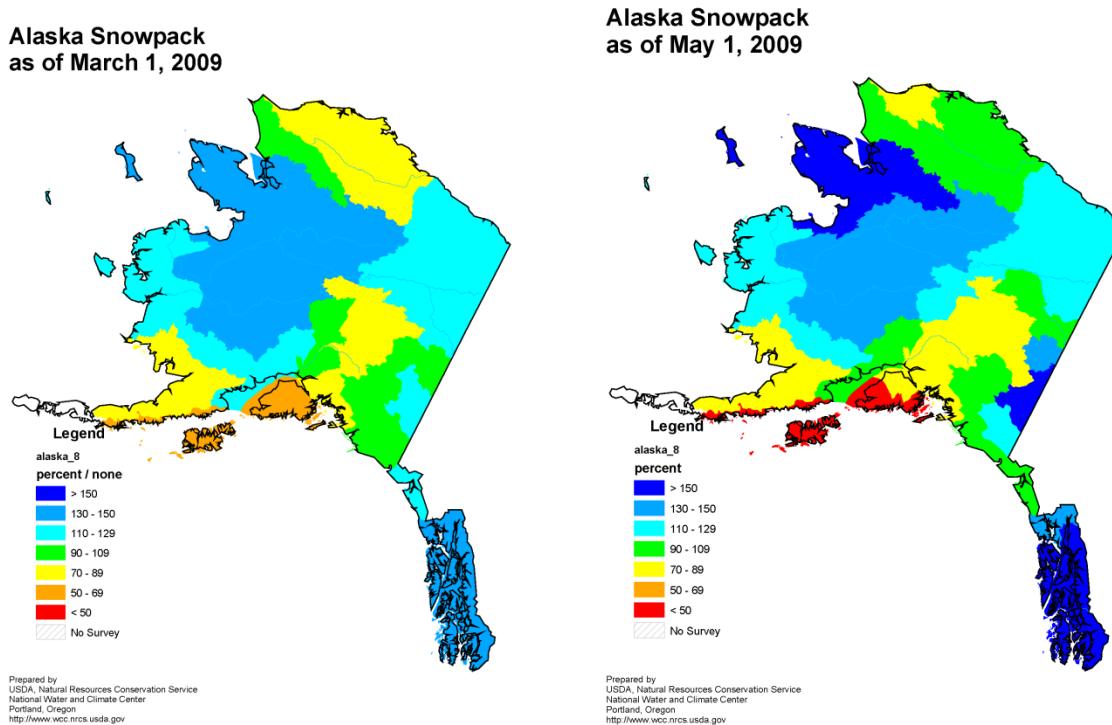 Alaska Snowpack
as of March 1, 2009
Legend
alaska_8
percent / none
> 150
130 - 150
110 - 129
90 - 109
70 - 89
50 - 69
< 50
No Survey
Prepared by
USDA, Natural Resources Conservation Service
National Water and Climate Center
Portland, Oregon
http://www.wcc.nrcs.usda.gov
Alaska Snowpack
as of May 1, 2009
Legend
alaska_8
percent
> 150
130 - 150
110 - 129
90 - 109
70 - 89
50 - 69
< 50
No Survey
Prepared by
USDA, Natural Resources Conservation Service
National Water and Climate Center
Portland, Oregon
http://www.wcc.nrcs.usda.gov